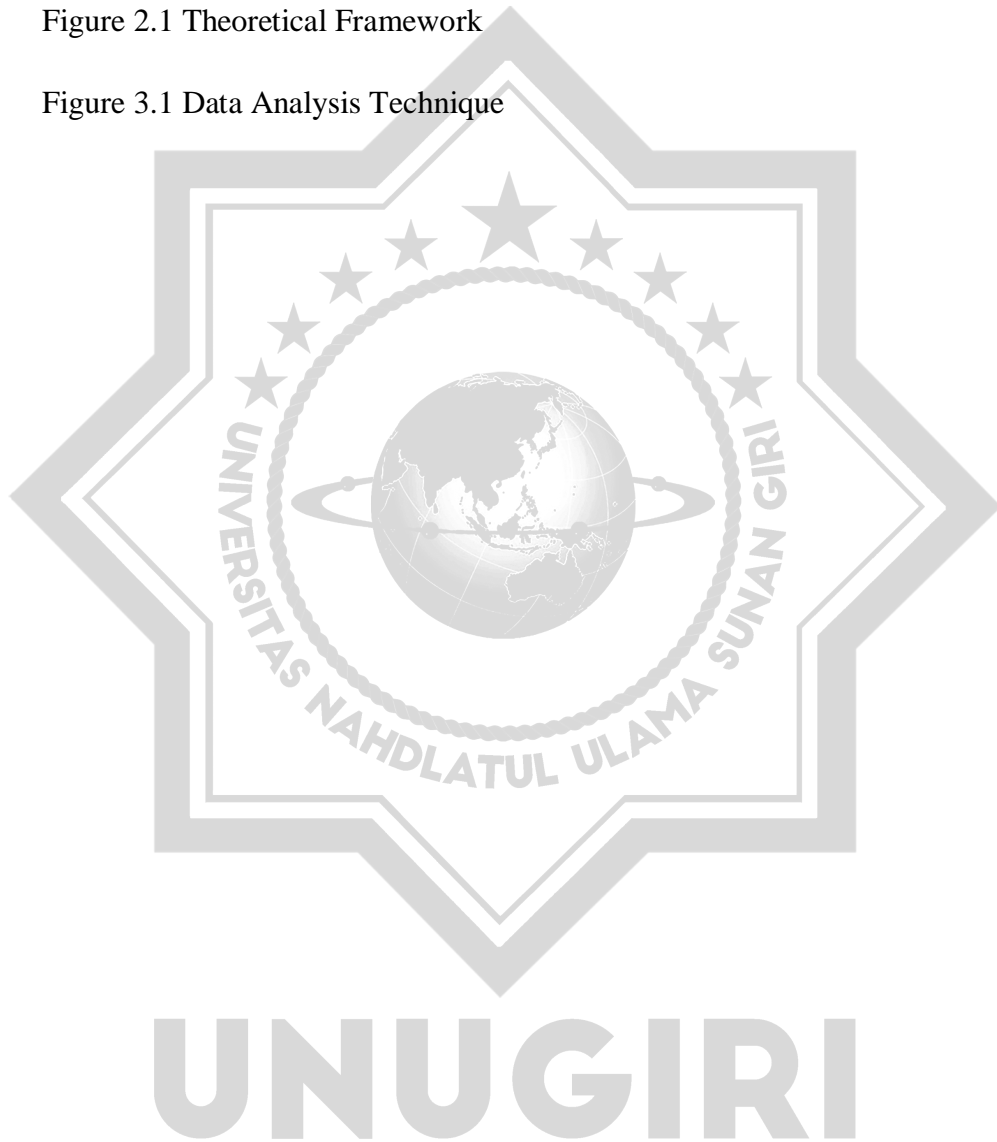 Figure 2.1 Theoretical Framework
Figure 3.1 Data Analysis Technique
UNIVERSITAS NAHDLATUL ULAMA SUNAN GIRI
UNUGIRI